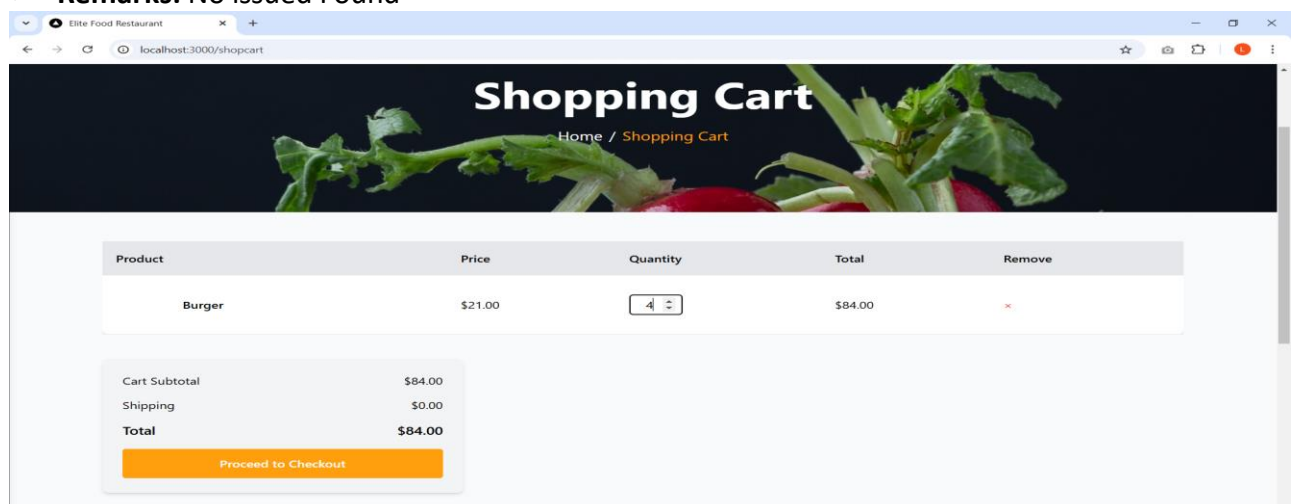 Remarks: No issued Found
Elite Food Restaurant
localhost:3000/shopcart
L
Shopping Cart
Home / Shopping Cart
Product Price Quantity Total Remove
Burger $21.00 4 $84.00 ×
Cart Subtotal $84.00
Shipping $0.00
Total $84.00
Proceed to Checkout